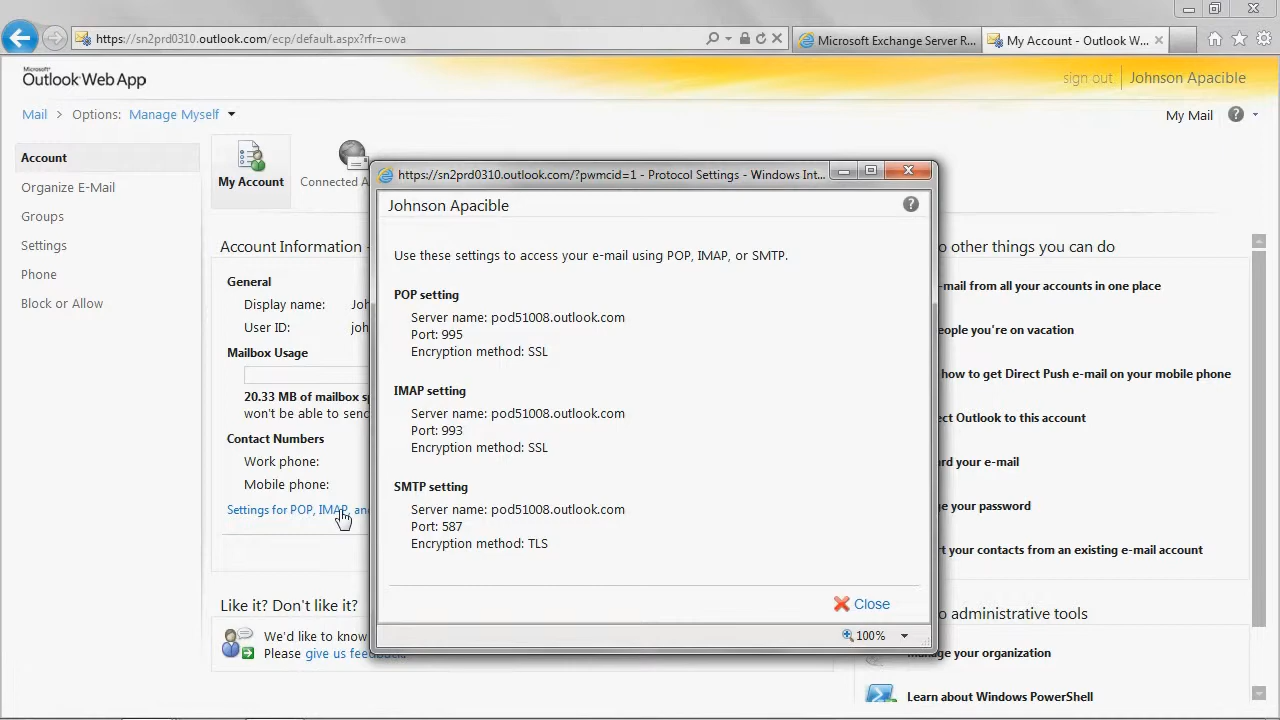 https://sn2prd0310.outlook.com/ecp/default.aspx?rfr=owa
Microsoft Exchange Server R...
My Account - Outlook W...
Microsoft
Outlook Web App
sign out
Johnson Apacible
Mail > Options: Manage Myself
My Mail
Account
Organize E-Mail
Groups
Settings
Phone
Block or Allow
My Account
Connected A
Account Information -
General
Display name: Jo
User ID: joh
Mailbox Usage
20.33 MB of mailbox s
won't be able to send
Contact Numbers
Work phone:
Mobile phone:
Settings for POP, IMAP, and
Like it? Don't like it?
We'd like to know
Please give us feedback.
https://sn2prd0310.outlook.com/?pwmcid=1 - Protocol Settings - Windows Int...
Johnson Apacible
Use these settings to access your e-mail using POP, IMAP, or SMTP.
POP setting
Server name: pod51008.outlook.com
Port: 995
Encryption method: SSL
IMAP setting
Server name: pod51008.outlook.com
Port: 993
Encryption method: SSL
SMTP setting
Server name: pod51008.outlook.com
Port: 587
Encryption method: TLS
Close
100%
o other things you can do
-mail from all your accounts in one place
eople you're on vacation
how to get Direct Push e-mail on your mobile phone
ect Outlook to this account
rd your e-mail
e your password
rt your contacts from an existing e-mail account
o administrative tools
Manage your organization
Learn about Windows PowerShell